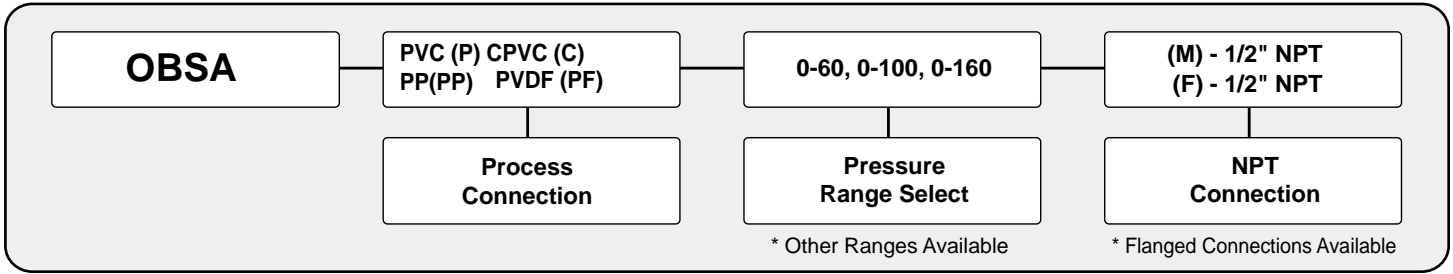 OBSA
PVC (P) CPVC (C)
PP(PP) PVDF (PF)
0-60, 0-100, 0-160
(M) - 1/2" NPT
(F) - 1/2" NPT
Process
Connection
Pressure
Range Select
NPT
Connection
* Other Ranges Available
* Flanged Connections Available